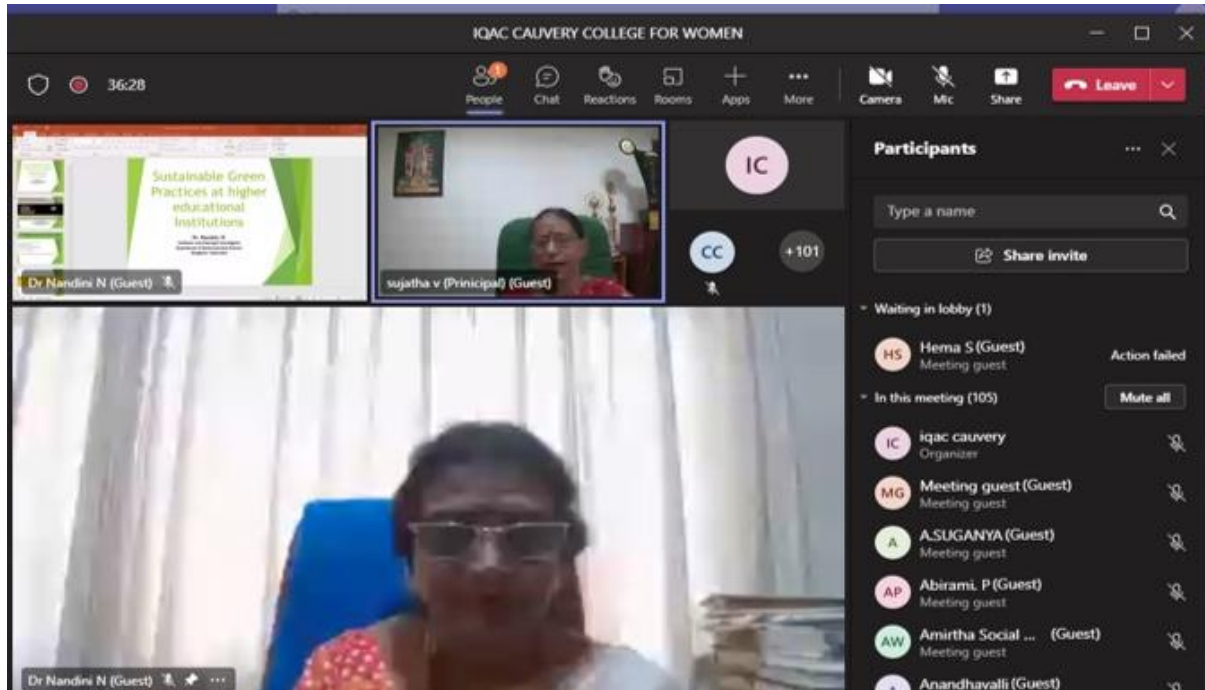 IQAC CAUVERY COLLEGE FOR WOMEN
36:28
1
People
Chat
Reactions
Rooms
Apps
More
Camera
Mic
Share
Leave
Sustainable Green
Practices at higher
educational
Institutions
Dr Nandini N (Guest)
sujatha v (Prinicipal) (Guest)
IC
CC
+101
Dr Nandini N (Guest)
Participants
Type a name
Share invite
Waiting in lobby (1)
HS
Hema S (Guest)
Meeting guest
Action failed
In this meeting (105)
Mute all
IC
iqac cauvery
Organizer
MG
Meeting guest (Guest)
Meeting guest
A
A.SUGANYA (Guest)
Meeting guest
AP
Abirami. P (Guest)
Meeting guest
AW
Amirtha Social ... (Guest)
Meeting guest
A
Anandhavalli (Guest)